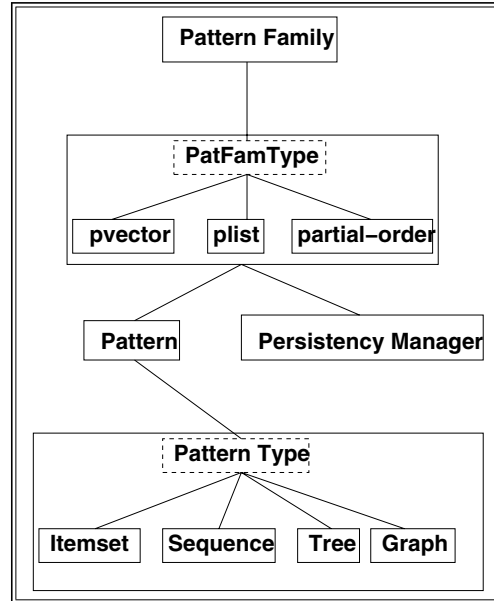 Pattern Family
PatFamType
pvector plist partial–order
Pattern Persistency Manager
Pattern Type
Itemset Sequence Tree Graph